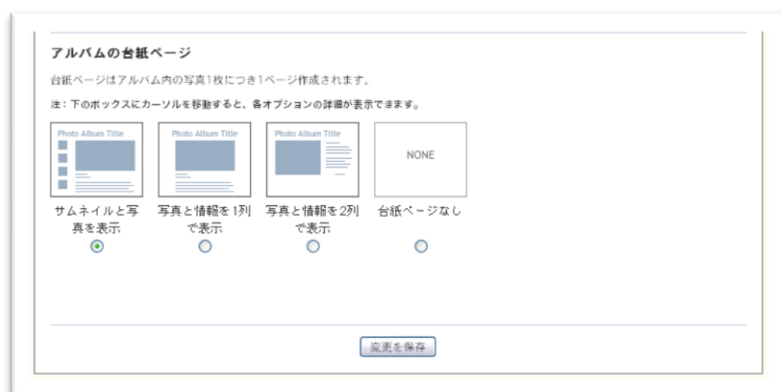 アルバムの台紙ページ
台紙ページはアルバム内の写真1枚につき1ページ作成されます。
注：下のボックスにカーソルを移動すると、各オプションの詳細が表示できます。
Photo Album Title
Photo Album Title
Photo Album Title
NONE
サムネイルと写
真を表示
写真と情報を1列
で表示
写真と情報を2列
で表示
台紙ページなし
変更を保存